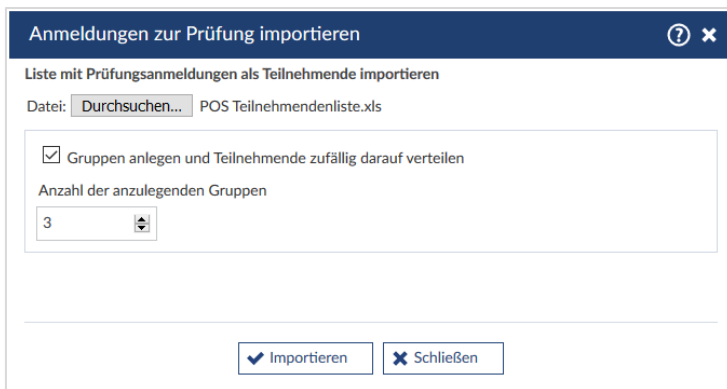 Anmeldungen zur Prüfung importieren
Liste mit Prüfungsanmeldungen als Teilnehmende importieren
Datei: Durchsuchen... POS Teilnehmendenliste.xls
Gruppen anlegen und Teilnehmende zufällig darauf verteilen
Anzahl der anzulegenden Gruppen
3
Importieren Schließen